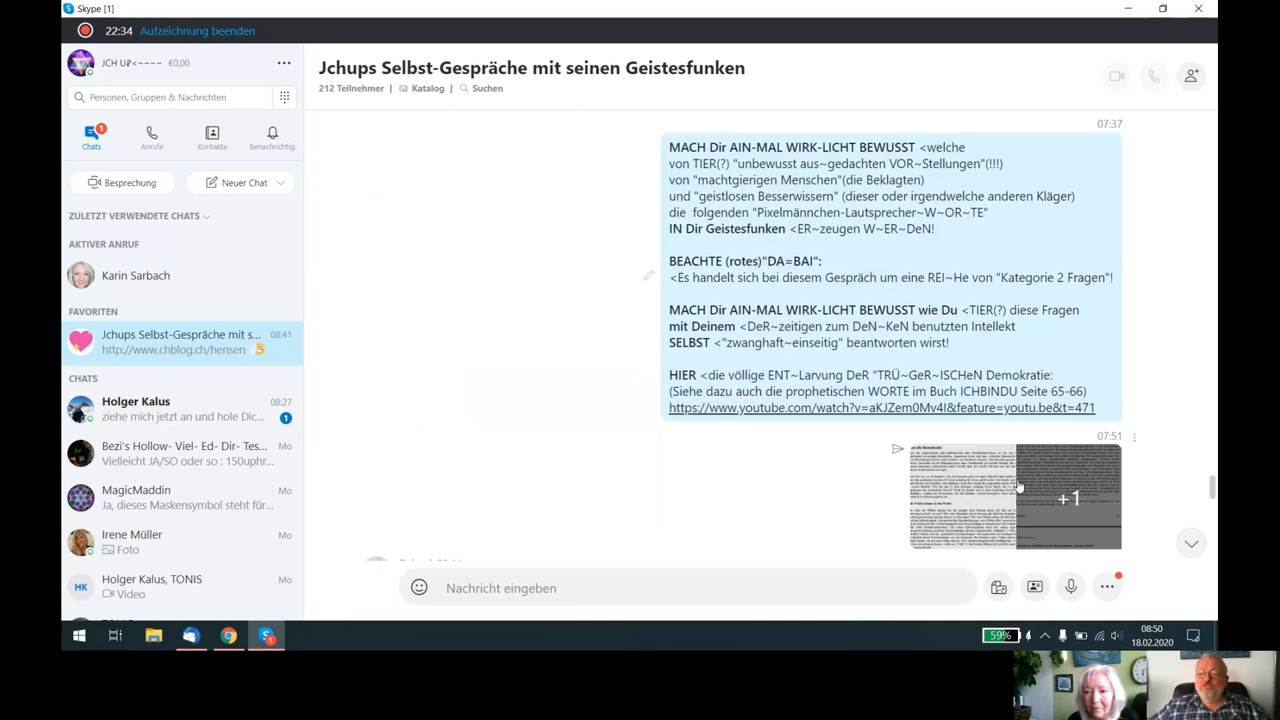 Skype [1]
22:34 Aufzeichnung beenden
JCH UP<~~~~ €0,00
Personen, Gruppen & Nachrichten
Chats
1
Anrufe
Kontakte
Benachrichtig.
Besprechung
Neuer Chat
ZULETZT VERWENDETE CHATS
AKTIVER ANRUF
Karin Sarbach
FAVORITEN
Jchups Selbst-Gespräche mit s... 08:41
http://www.chblog.ch/hensen
CHATS
Holger Kalus 08:27
ziehe mich jetzt an und hole Dic... 1
Bezi's Hollow- Viel- Ed- Dir- Tes... Mo
Vielleicht JA/SO oder so : 150uphr...
MagicMaddin Mo
Ja, dieses Maskensymbol steht für...
Irene Müller Mo
Foto
HK
Holger Kalus, TONIS Mo
Video
Jchups Selbst-Gespräche mit seinen Geistesfunken
212 Teilnehmer | Katalog | Suchen
07:37
MACH Dir AIN-MAL WIRK-LICHT BEWUSST <welche
von TIER(?) "unbewusst aus~gedachten VOR~Stellungen"(!!!)
von "machtgierigen Menschen"(die Beklagten)
und "geistlosen Besserwissern" (dieser oder irgendwelche anderen Kläger)
die folgenden "Pixelmännchen-Lautsprecher~W~OR~TE"
IN Dir Geistesfunken <ER~zeugen W~ER~DeN!
BEACHTE (rotes)"DA=BAI":
<Es handelt sich bei diesem Gespräch um eine REI~He von "Kategorie 2 Fragen"!
MACH Dir AIN-MAL WIRK-LICHT BEWUSST wie Du <TIER(?) diese Fragen
mit Deinem <DeR~zeitigen zum DeN~KeN benutzten Intellekt
SELBST <"zwanghaft~einseitig" beantworten wirst!
HIER <die völlige ENT~Larvung DeR "TRÜ~GeR~ISCHeN Demokratie:
(Siehe dazu auch die prophetischen WORTE im Buch ICHBINDU Seite 65-66)
https://www.youtube.com/watch?v=aKJZem0Mv4I&feature=youtu.be&t=471
07:51
+1
Nachricht eingeben
59%
1
08:50
18.02.2020